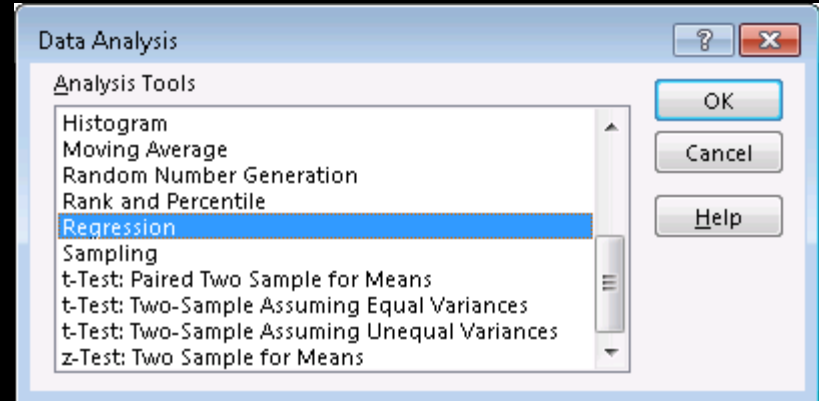 Data Analysis
Analysis Tools
Histogram
Moving Average
Random Number Generation
Rank and Percentile
Regression
Sampling
t-Test: Paired Two Sample for Means
t-Test: Two-Sample Assuming Equal Variances
t-Test: Two-Sample Assuming Unequal Variances
z-Test: Two Sample for Means
OK
Cancel
Help